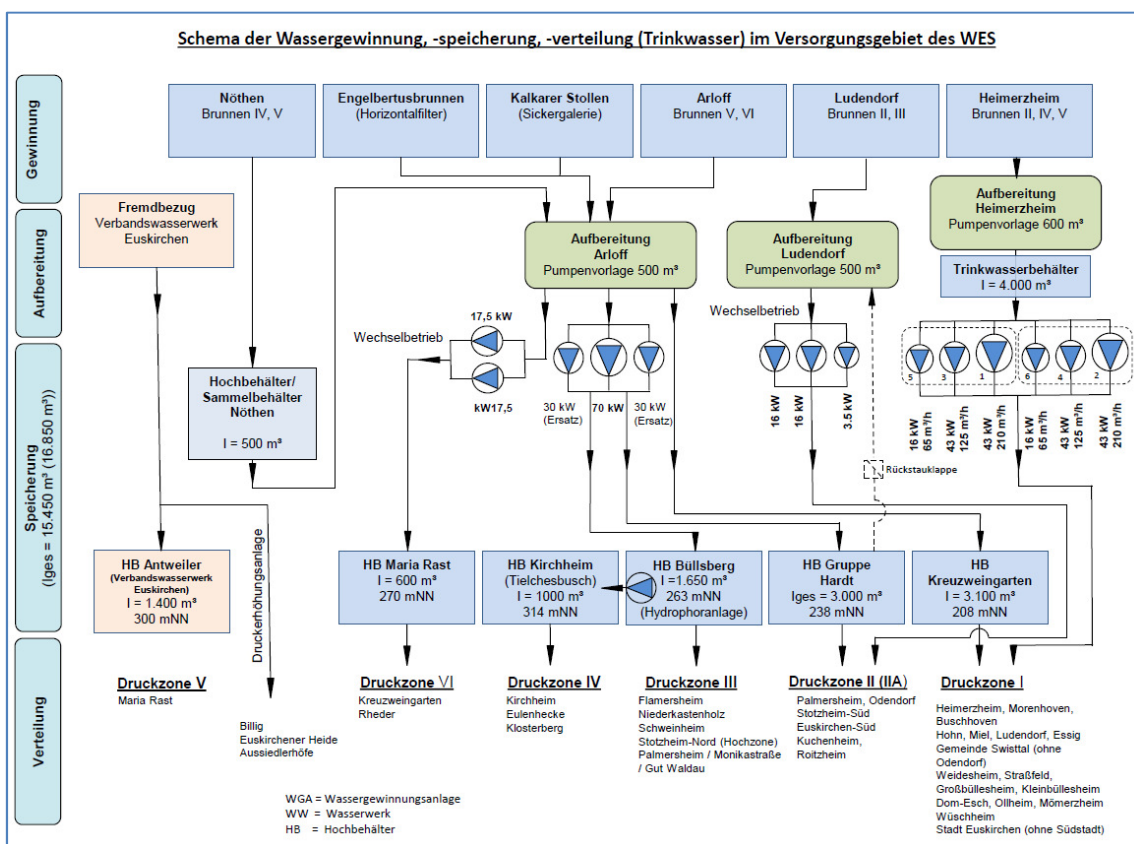 Schema der Wassergewinnung, -speicherung, -verteilung (Trinkwasser) im Versorgungsgebiet des WES
Gewinnung
Nöthen
Brunnen IV, V
Engelbertusbrunnen
(Horizontalfilter)
Kalkarer Stollen
(Sickergalerie)
Arloff
Brunnen V, VI
Ludendorf
Brunnen II, III
Heimerzheim
Brunnen II, IV, V
Aufbereitung
Fremdbezug
Verbandswasserwerk
Euskirchen
Aufbereitung
Arloff
Pumpenvorlage 500 m³
Aufbereitung
Ludendorf
Pumpenvorlage 500 m³
Aufbereitung
Heimerzheim
Pumpenvorlage 600 m³
Trinkwasserbehälter
I = 4.000 m³
Wechselbetrieb
17,5 kW
kW17,5
30 kW
(Ersatz)
70 kW
30 kW
(Ersatz)
Wechselbetrieb
16 kW
16 kW
3.5 kW
5
3
1
6
4
2
16 kW
65 m³/h
43 kW
125 m³/h
43 kW
210 m³/h
16 kW
65 m³/h
43 kW
125 m³/h
43 kW
210 m³/h
Rückstauklappe
Speicherung
(Iges = 15.450 m³ (16.850 m³))
Hochbehälter/
Sammelbehälter
Nöthen
I = 500 m³
Druckerhöhungsanlage
HB Antweiler
(Verbandswasserwerk
Euskirchen)
I = 1.400 m³
300 mNN
HB Maria Rast
I = 600 m³
270 mNN
HB Kirchheim
(Tielchesbusch)
I = 1000 m³
314 mNN
HB Büllsberg
I =1.650 m³
263 mNN
(Hydrophoranlage)
HB Gruppe
Hardt
Iges = 3.000 m³
238 mNN
HB
Kreuzweingarten
I = 3.100 m³
208 mNN
Verteilung
Druckzone V
Maria Rast
Billig
Euskirchener Heide
Aussiedlerhöfe
Druckzone VI
Kreuzweingarten
Rheder
Druckzone IV
Kirchheim
Eulenhecke
Klosterberg
Druckzone III
Flamersheim
Niederkastenholz
Schweinheim
Stotzheim-Nord (Hochzone)
Palmersheim / Monikastraße
/ Gut Waldau
Druckzone II (IIA)
Palmersheim, Odendorf
Stotzheim-Süd
Euskirchen-Süd
Kuchenheim,
Roitzheim
Druckzone I
Heimerzheim, Morenhoven,
Buschhoven
Hohn, Miel, Ludendorf, Essig
Gemeinde Swisttal (ohne
Odendorf)
Weidesheim, Straßfeld,
Großbüllesheim, Kleinbüllesheim
Dom-Esch, Ollheim, Mömerzheim
Wüschheim
Stadt Euskirchen (ohne Südstadt)
WGA = Wassergewinnungsanlage
WW = Wasserwerk
HB = Hochbehälter